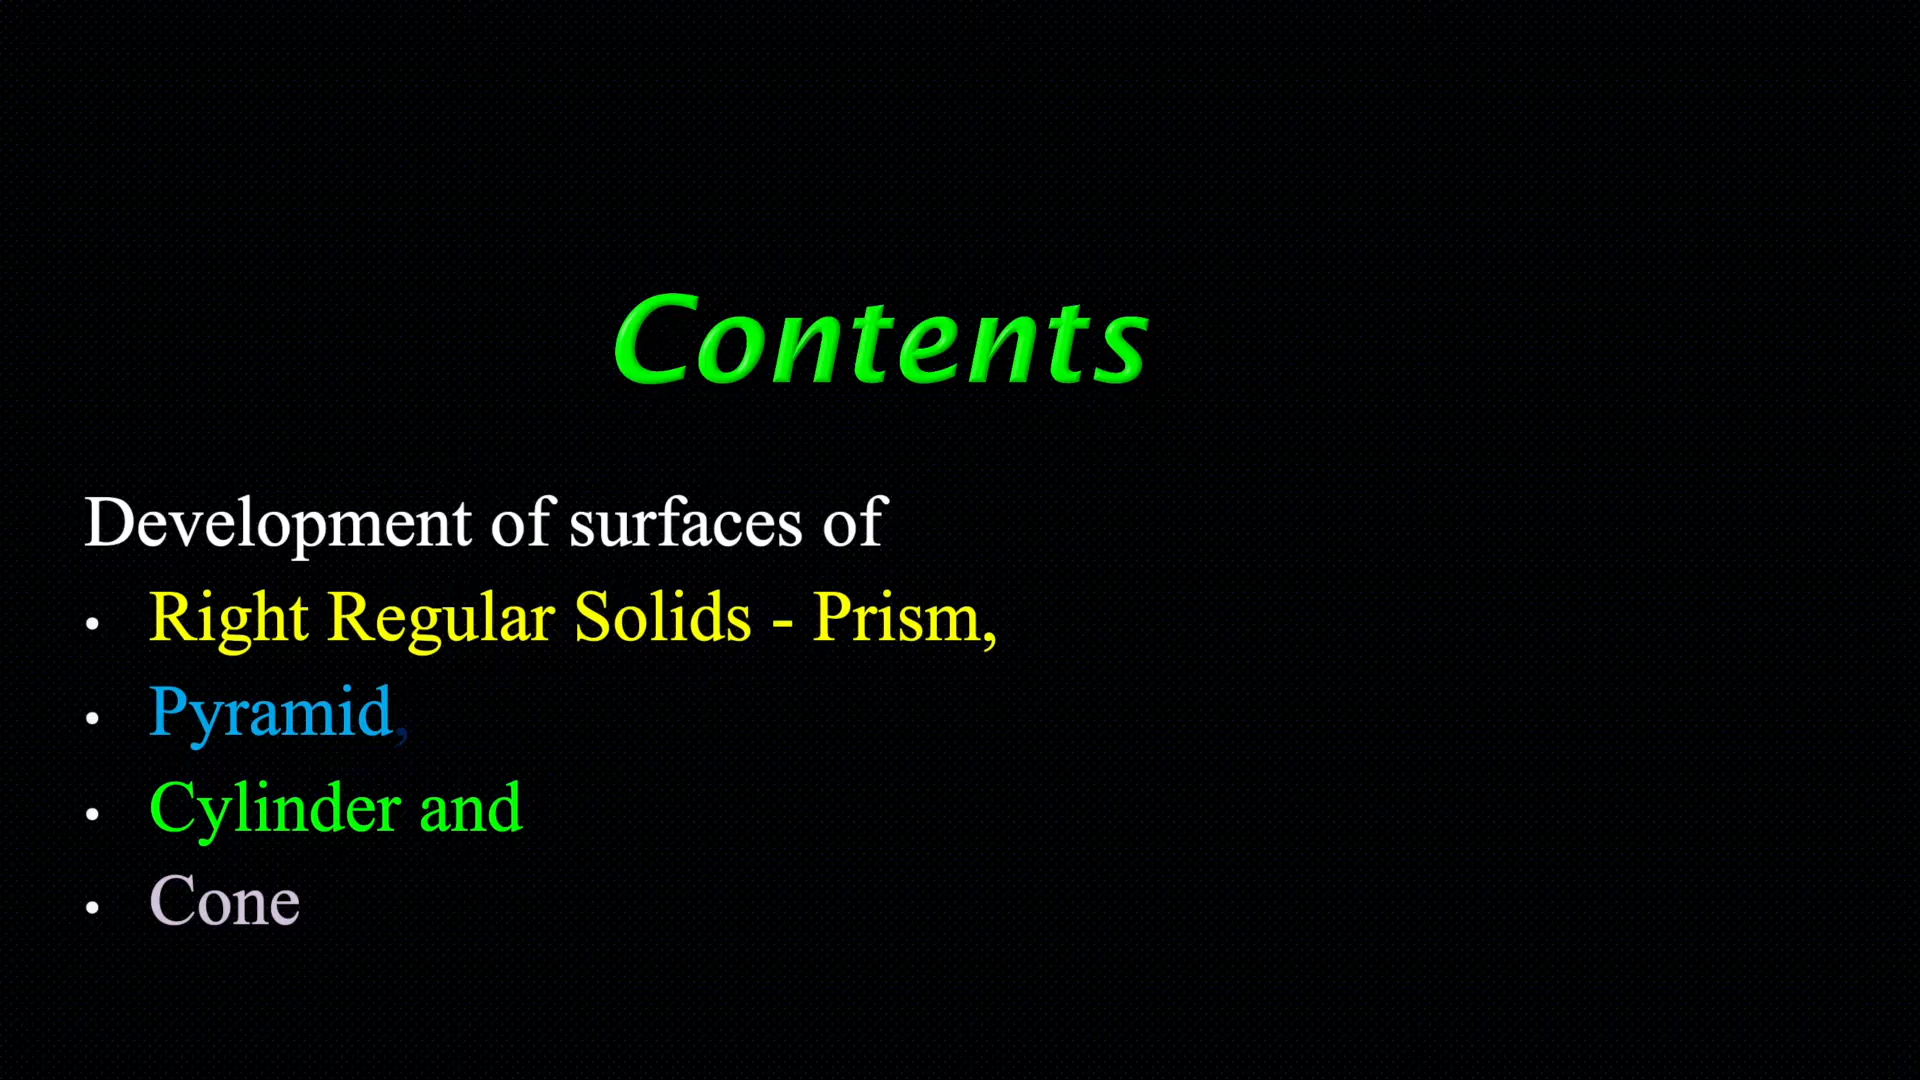 Contents
Development of surfaces of
• Right Regular Solids - Prism,
• Pyramid,
• Cylinder and
• Cone